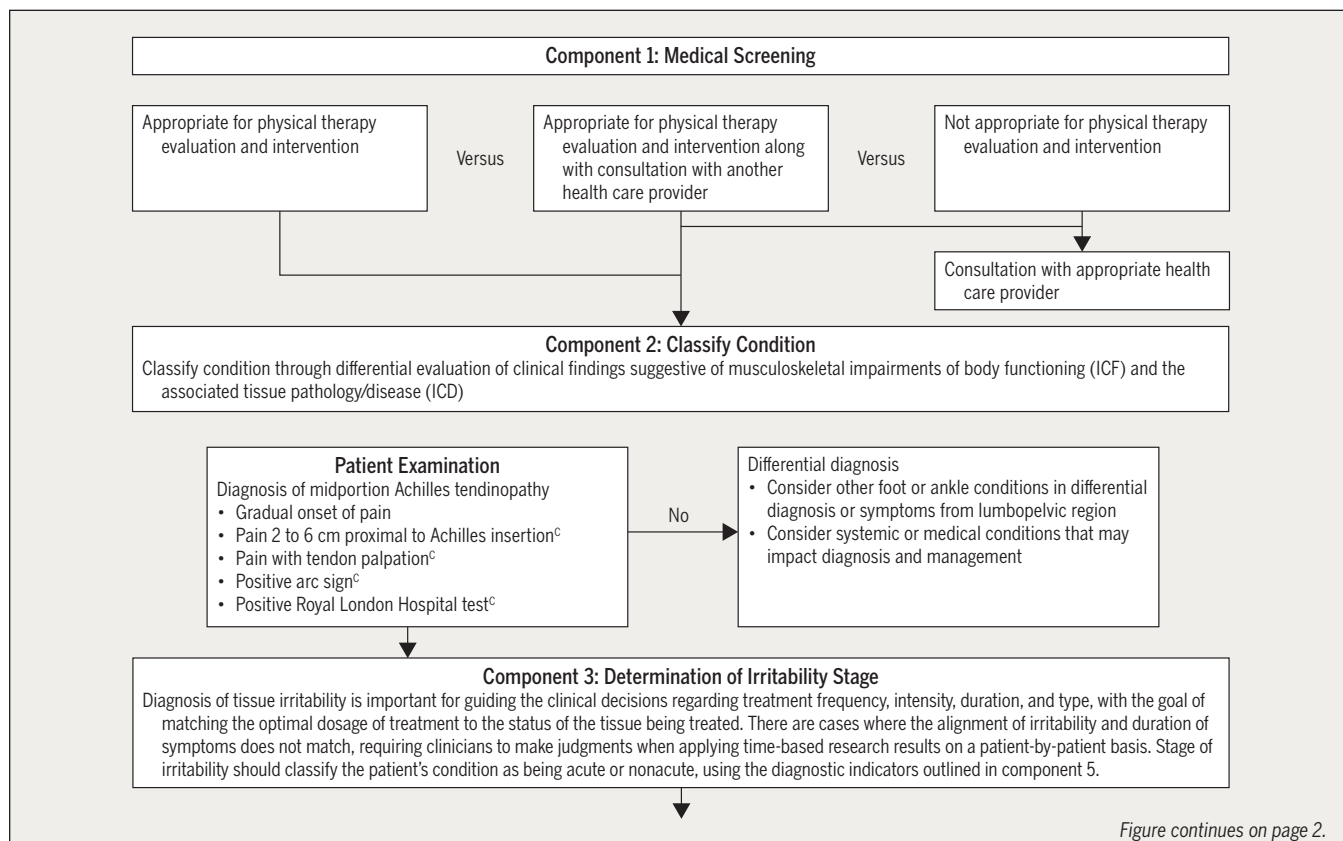 Component 1: Medical Screening
Appropriate for physical therapy
evaluation and intervention
Versus
Appropriate for physical therapy
evaluation and intervention along
with consultation with another
health care provider
Versus
Not appropriate for physical therapy
evaluation and intervention
Consultation with appropriate health
care provider
Component 2: Classify Condition
Classify condition through differential evaluation of clinical findings suggestive of musculoskeletal impairments of body functioning (ICF) and the
associated tissue pathology/disease (ICD)
Patient Examination
Diagnosis of midportion Achilles tendinopathy
• Gradual onset of pain
• Pain 2 to 6 cm proximal to Achilles insertionᶜ
• Pain with tendon palpationᶜ
• Positive arc signᶜ
• Positive Royal London Hospital testᶜ
No
Differential diagnosis
• Consider other foot or ankle conditions in differential
diagnosis or symptoms from lumbopelvic region
• Consider systemic or medical conditions that may
impact diagnosis and management
Component 3: Determination of Irritability Stage
Diagnosis of tissue irritability is important for guiding the clinical decisions regarding treatment frequency, intensity, duration, and type, with the goal of
matching the optimal dosage of treatment to the status of the tissue being treated. There are cases where the alignment of irritability and duration of
symptoms does not match, requiring clinicians to make judgments when applying time-based research results on a patient-by-patient basis. Stage of
irritability should classify the patient's condition as being acute or nonacute, using the diagnostic indicators outlined in component 5.
Figure continues on page 2.